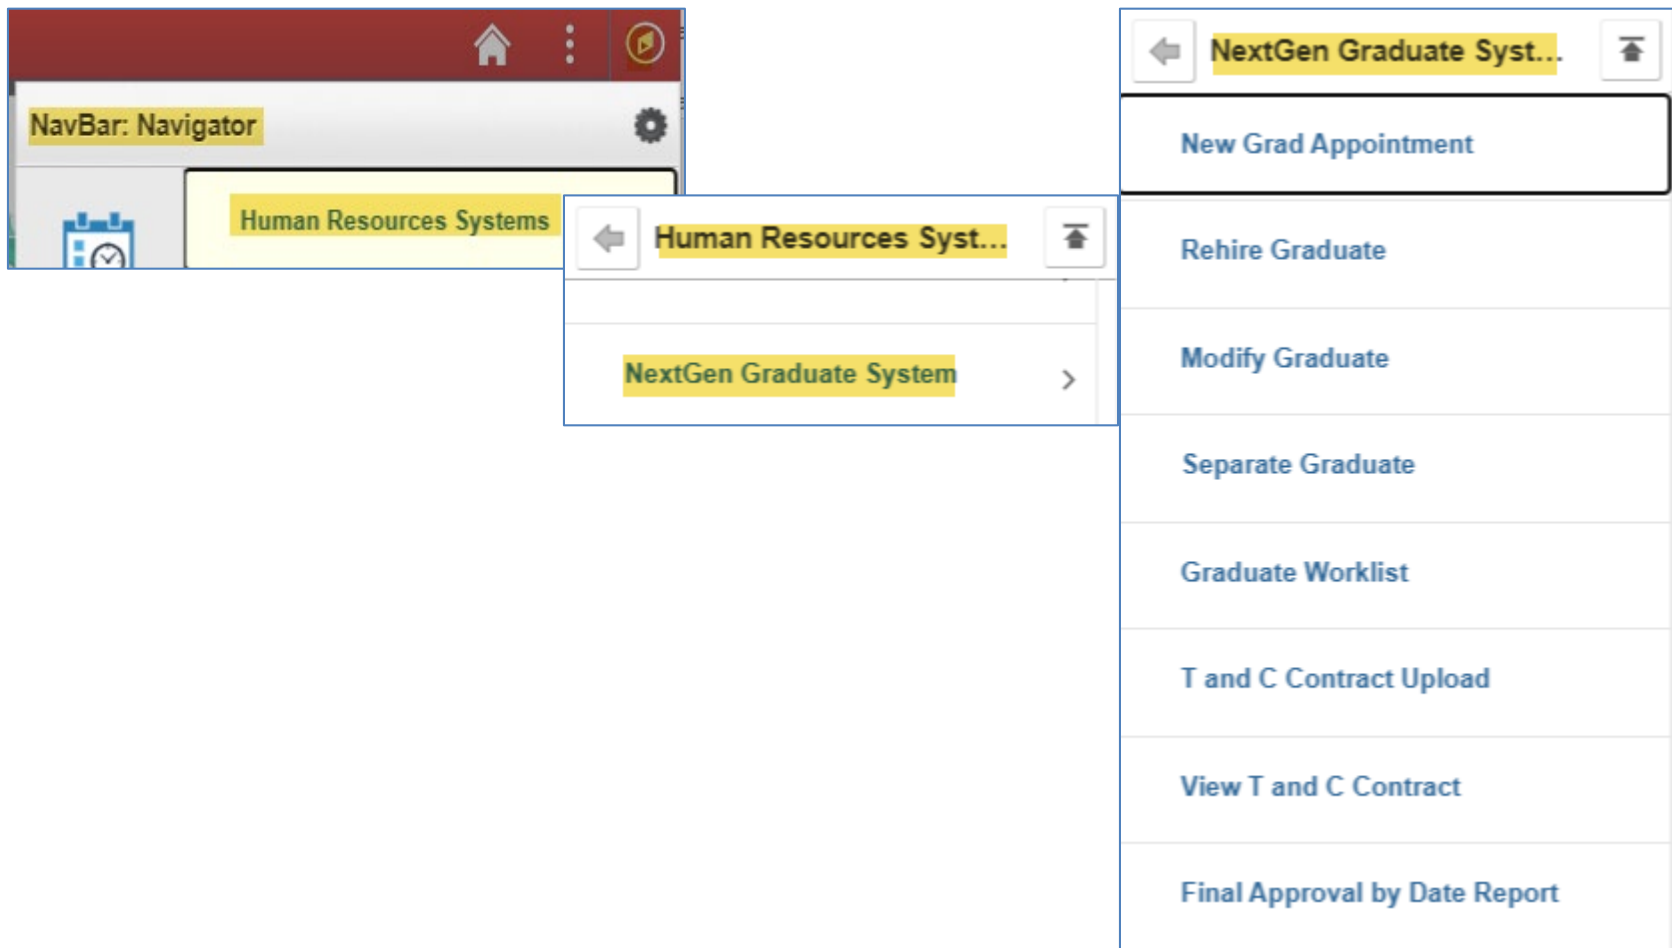 NavBar: Navigator
Human Resources Systems
Human Resources Syst...
NextGen Graduate System
NextGen Graduate Syst...
New Grad Appointment
Rehire Graduate
Modify Graduate
Separate Graduate
Graduate Worklist
T and C Contract Upload
View T and C Contract
Final Approval by Date Report